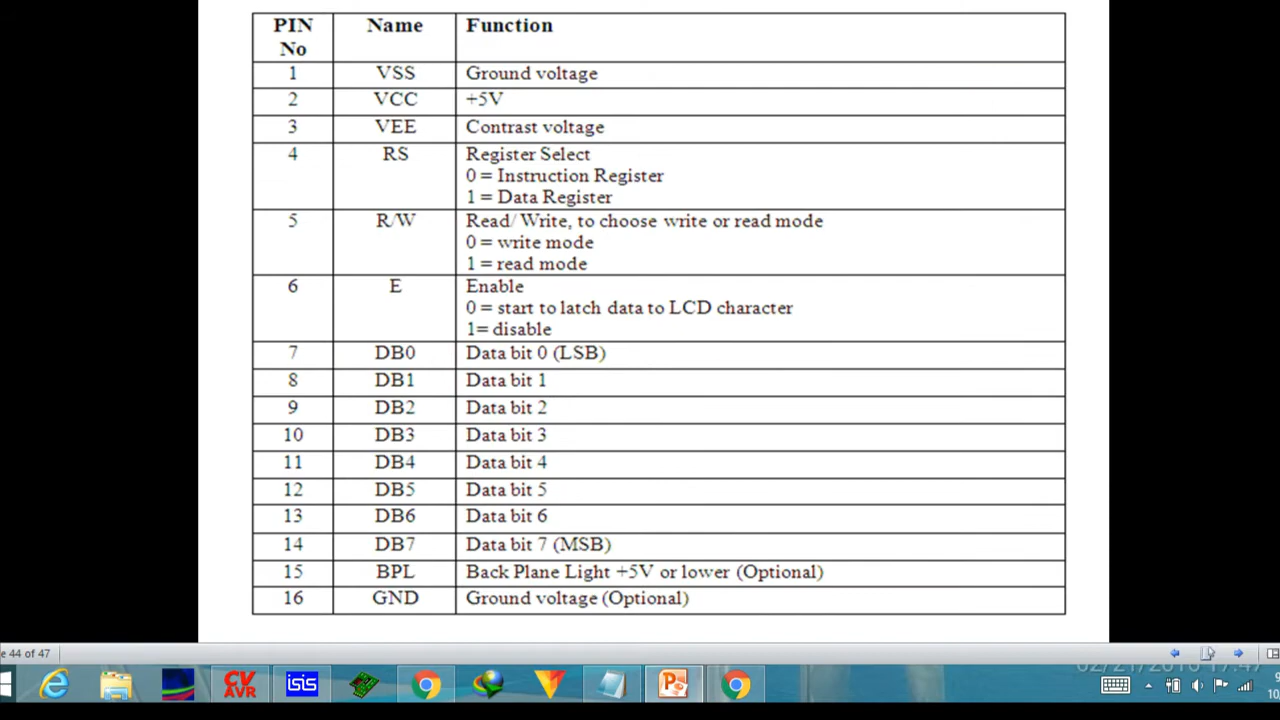 PIN No Name Function
1 VSS Ground voltage
2 VCC +5V
3 VEE Contrast voltage
4 RS Register Select
0 = Instruction Register
1 = Data Register
5 R/W Read/ Write, to choose write or read mode
0 = write mode
1 = read mode
6 E Enable
0 = start to latch data to LCD character
1= disable
7 DB0 Data bit 0 (LSB)
8 DB1 Data bit 1
9 DB2 Data bit 2
10 DB3 Data bit 3
11 DB4 Data bit 4
12 DB5 Data bit 5
13 DB6 Data bit 6
14 DB7 Data bit 7 (MSB)
15 BPL Back Plane Light +5V or lower (Optional)
16 GND Ground voltage (Optional)
e 44 of 47
CV AVR isis